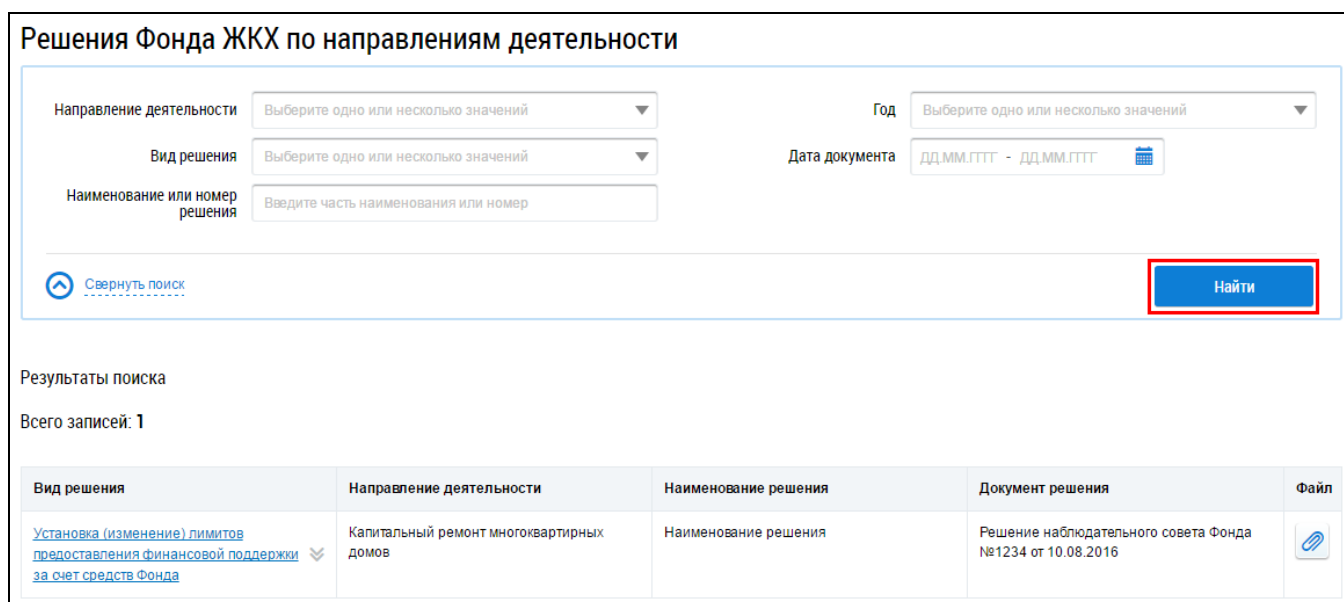 Решения Фонда ЖКХ по направлениям деятельности
Направление деятельности
Выберите одно или несколько значений
Год
Выберите одно или несколько значений
Вид решения
Выберите одно или несколько значений
Дата документа
ДД.ММ.ГГГГ - ДД.ММ.ГГГГ
Наименование или номер
решения
Введите часть наименования или номер
Свернуть поиск
Найти
Результаты поиска
Всего записей: 1
Вид решения
Направление деятельности
Наименование решения
Документ решения
Файл
Установка (изменение) лимитов
предоставления финансовой поддержки
за счет средств Фонда
Капитальный ремонт многоквартирных
домов
Наименование решения
Решение наблюдательного совета Фонда
№1234 от 10.08.2016